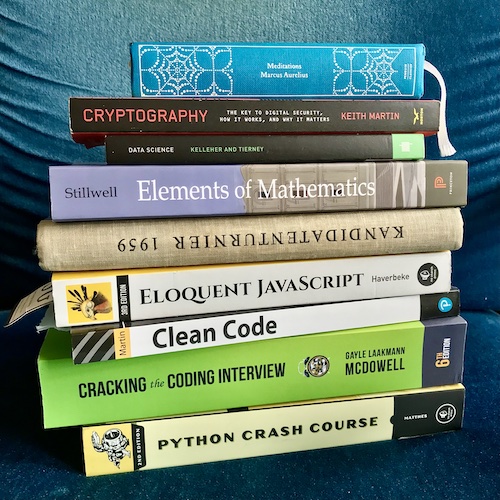 Meditations
Marcus Aurelius
CRYPTOGRAPHY
THE KEY TO DIGITAL SECURITY,
HOW IT WORKS, AND WHY IT MATTERS
KEITH MARTIN
DATA SCIENCE
KELLEHER AND TIERNEY
Stillwell
Elements of Mathematics
PRINCETON
KANDIDATENTURNIER 1959
3RD EDITION
ELOQUENT JAVASCRIPT
Haverbeke
Martin
Clean Code
CRACKING the CODING INTERVIEW
GAYLE LAAKMANN
MCDOWELL
6TH
EDITION
2ND EDITION
PYTHON CRASH COURSE
MATTHES